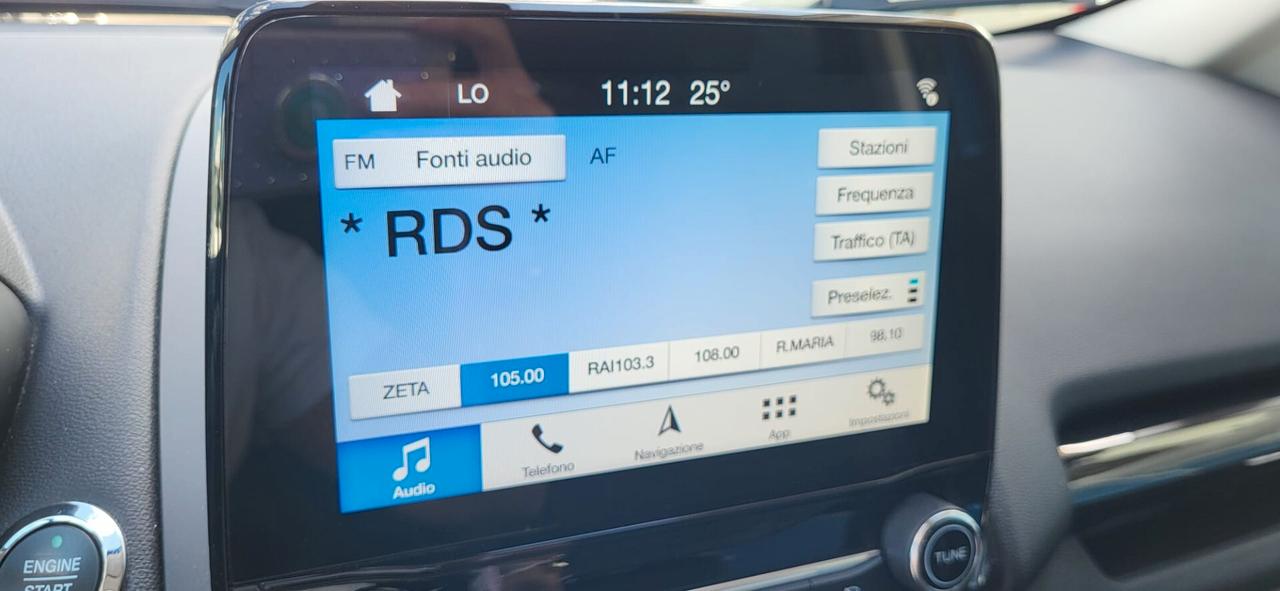 LO 11:12 25°
FM Fonti audio AF
Stazioni
* RDS *
Frequenza
Traffico (TA)
Preselez.
ZETA 105.00 RAI103.3 108.00 R.MARIA 98.10
Audio Telefono Navigazione App Impostazioni
ENGINE
START
TUNE